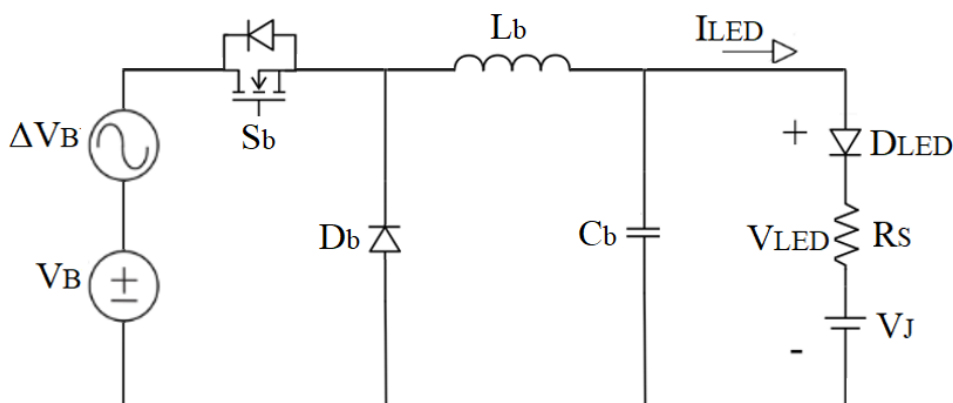 Lb
ILED
ΔVB
Sb
+
DLED
Db
Cb
VLED
RS
VB
+
VJ
-